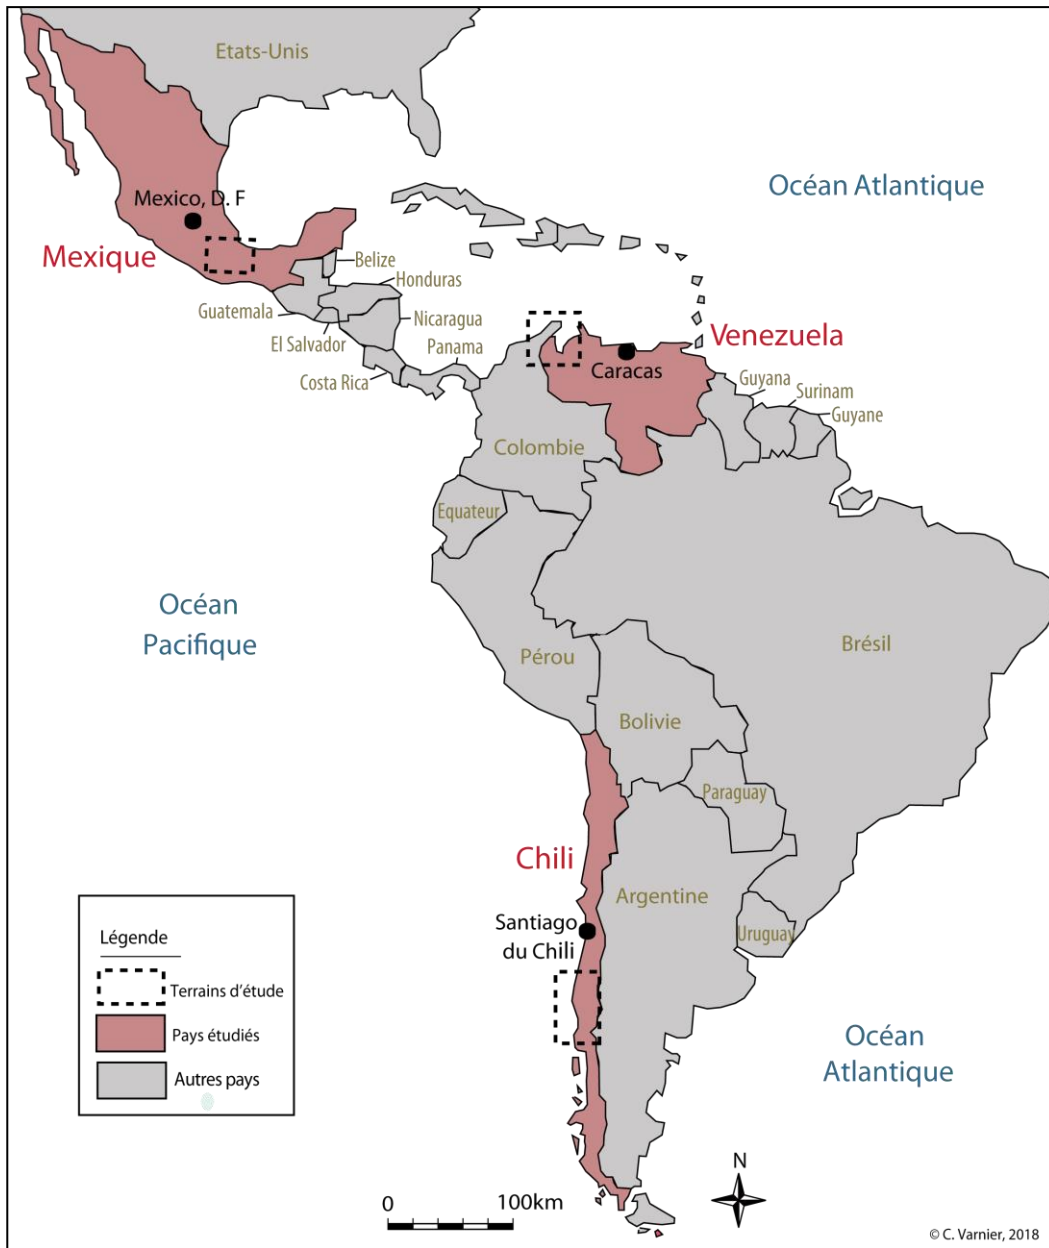 Etats-Unis
Océan Atlantique
Mexico, D. F
Mexique
Belize
Honduras
Guatemala
Nicaragua
El Salvador
Panama
Costa Rica
Venezuela
Caracas
Guyana
Surinam
Guyane
Colombie
Equateur
Océan
Pacifique
Pérou
Brésil
Bolivie
Paraguay
Chili
Argentine
Santiago
du Chili
Uruguay
Légende
Terrains d'étude
Pays étudiés
Autres pays
Océan
Atlantique
N
0
100km
© C. Varnier, 2018